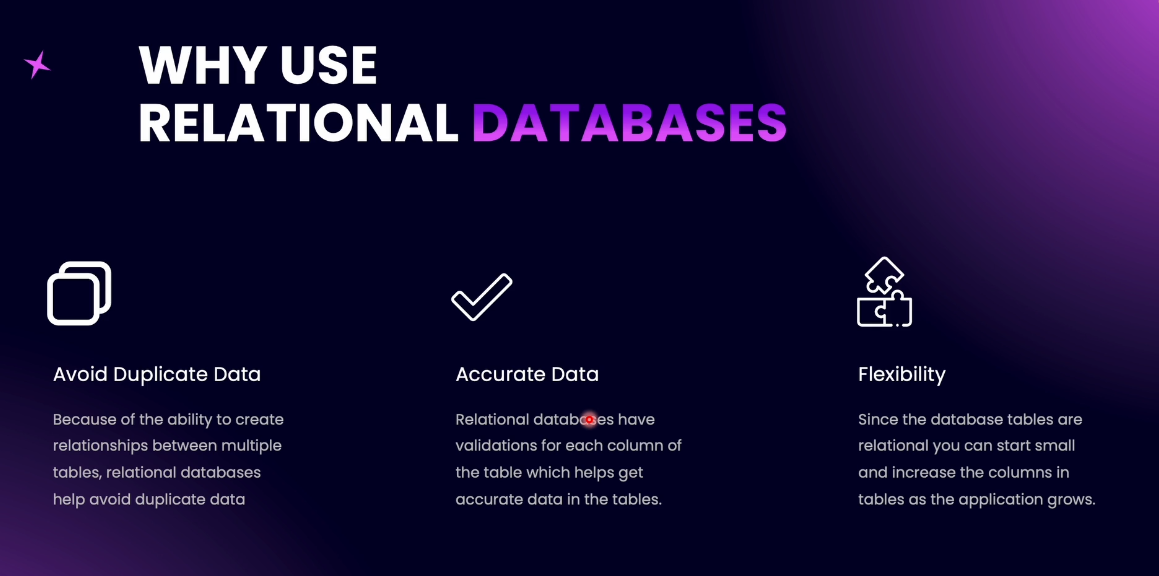 WHY USE
RELATIONAL DATABASES
Avoid Duplicate Data
Because of the ability to create
relationships between multiple
tables, relational databases
help avoid duplicate data
Accurate Data
Relational databases have
validations for each column of
the table which helps get
accurate data in the tables.
Flexibility
Since the database tables are
relational you can start small
and increase the columns in
tables as the application grows.